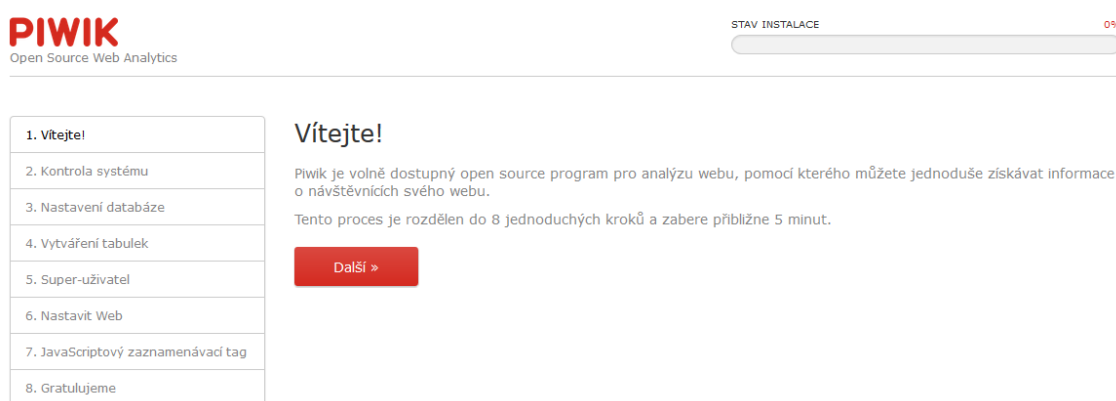 PIWIK
Open Source Web Analytics
STAV INSTALACE
1. Vítejte!
2. Kontrola systému
3. Nastavení databáze
4. Vytváření tabulek
5. Super-uživatel
6. Nastavit Web
7. JavaScriptový zaznamenávací tag
8. Gratulujeme
Vítejte!
Piwik je volně dostupný open source program pro analýzu webu, pomocí kterého můžete jednoduše získávat informace
o návštěvnících svého webu.
Tento proces je rozdělen do 8 jednoduchých kroků a zabere přibližně 5 minut.
Další »